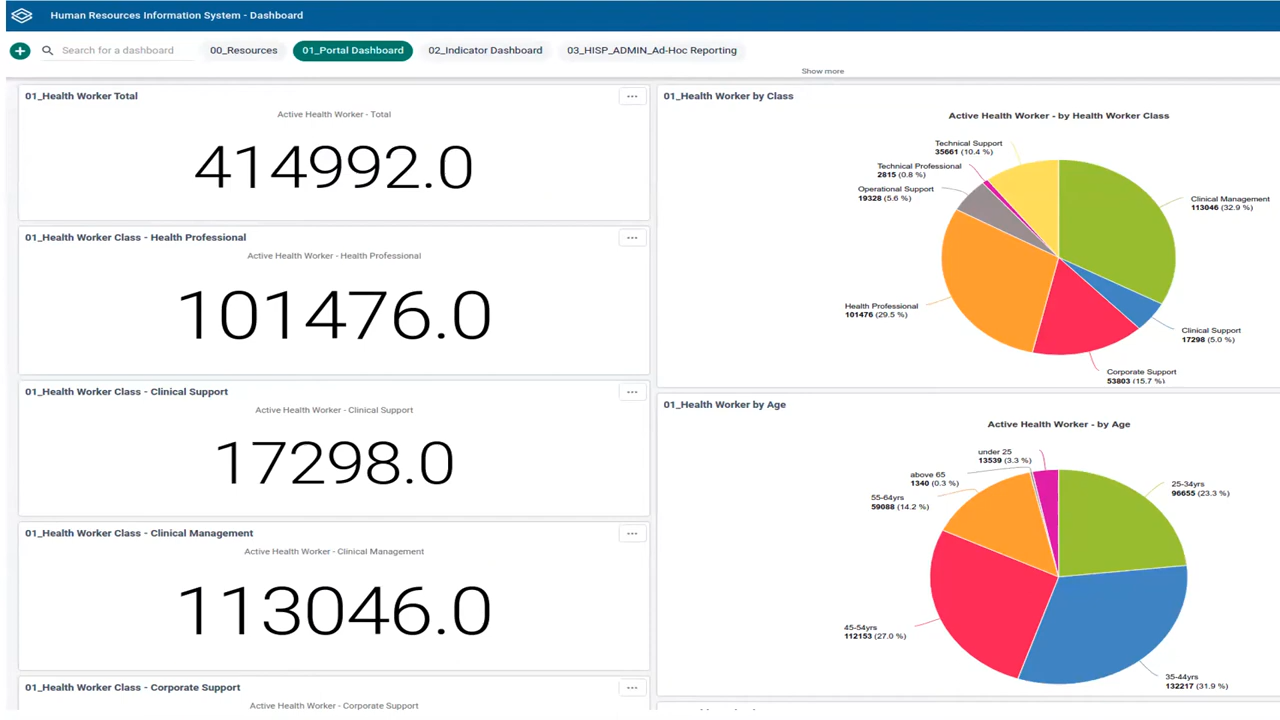 Human Resources Information System - Dashboard
Search for a dashboard
00_Resources
01_Portal Dashboard
02_Indicator Dashboard
03_HISP_ADMIN_Ad-Hoc Reporting
Show more
01_Health Worker Total
Active Health Worker - Total
414992.0
01_Health Worker Class - Health Professional
Active Health Worker - Health Professional
101476.0
01_Health Worker Class - Clinical Support
Active Health Worker - Clinical Support
17298.0
01_Health Worker Class - Clinical Management
Active Health Worker - Clinical Management
113046.0
01_Health Worker Class - Corporate Support
Active Health Worker - Corporate Support
01_Health Worker by Class
Active Health Worker - by Health Worker Class
Technical Support
35661 (10.4 %)
Technical Professional
2815 (0.8 %)
Operational Support
19328 (5.6 %)
Clinical Management
113046 (32.9 %)
Health Professional
101476 (29.5 %)
Clinical Support
17298 (5.0 %)
Corporate Support
53803 (15.7 %)
01_Health Worker by Age
Active Health Worker - by Age
under 25
13539 (3.3 %)
above 65
1340 (0.3 %)
55-64yrs
59088 (14.2 %)
25-34yrs
96655 (23.3 %)
45-54yrs
112153 (27.0 %)
35-44yrs
132217 (31.9 %)